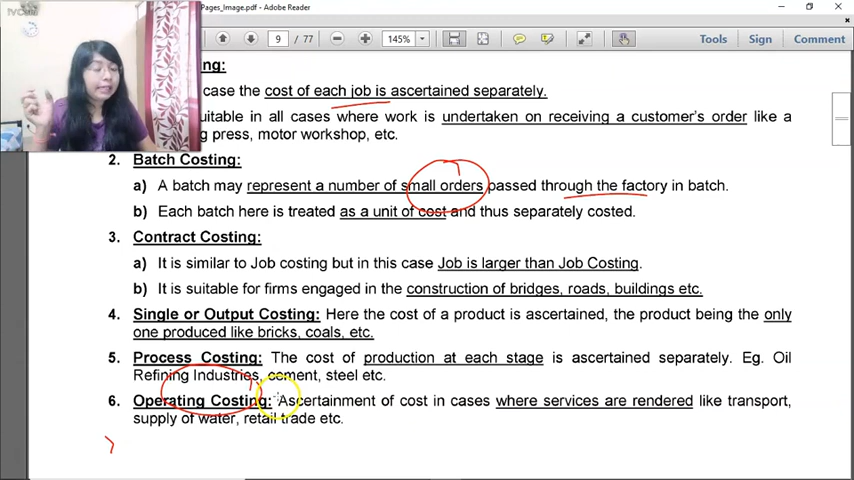 Pages_Image.pdf - Adobe Reader
9 / 77
145%
Tools
Sign
Comment
case the cost of each job is ascertained separately.
uitable in all cases where work is undertaken on receiving a customer's order like a
g press, motor workshop, etc.
2. Batch Costing:
a) A batch may represent a number of small orders passed through the factory in batch.
b) Each batch here is treated as a unit of cost and thus separately costed.
3. Contract Costing:
a) It is similar to Job costing but in this case Job is larger than Job Costing.
b) It is suitable for firms engaged in the construction of bridges, roads, buildings etc.
4. Single or Output Costing: Here the cost of a product is ascertained, the product being the only
one produced like bricks, coals, etc.
5. Process Costing: The cost of production at each stage is ascertained separately. Eg. Oil
Refining Industries, cement, steel etc.
6. Operating Costing: Ascertainment of cost in cases where services are rendered like transport,
supply of water, retail trade etc.